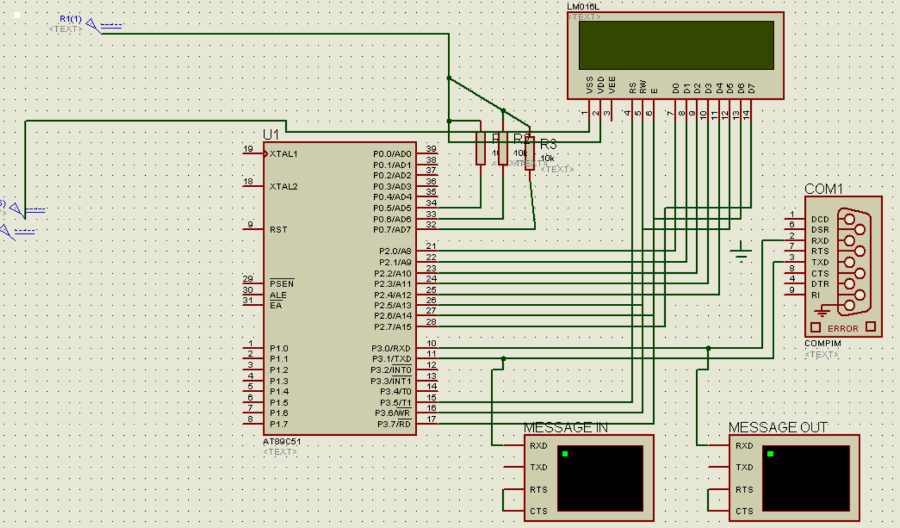 R1(1)
<TEXT>
LM016L
<TEXT>
VSS VDD VEE RS RW E D0 D1 D2 D3 D4 D5 D6 D7
1 2 3 4 5 6 7 8 9 10 11 12 13 14
U1
R3
10k
<TEXT>
19 XTAL1 P0.0/AD0 39
P0.1/AD1 38
P0.2/AD2 37
18 XTAL2 P0.3/AD3 36
P0.4/AD4 35
P0.5/AD5 34
P0.6/AD6 33
9 RST P0.7/AD7 32
P2.0/A8 21
P2.1/A9 22
P2.2/A10 23
29 PSEN P2.3/A11 24
30 ALE P2.4/A12 25
31 EA P2.5/A13 26
P2.6/A14 27
P2.7/A15 28
1 P1.0 P3.0/RXD 10
2 P1.1 P3.1/TXD 11
3 P1.2 P3.2/INT0 12
4 P1.3 P3.3/INT1 13
5 P1.4 P3.4/T0 14
6 P1.5 P3.5/T1 15
7 P1.6 P3.6/WR 16
8 P1.7 P3.7/RD 17
AT89C51
<TEXT>
COM1
1 DCD
6 DSR
2 RXD
7 RTS
3 TXD
8 CTS
4 DTR
9 RI
ERROR
COMPIM
<TEXT>
MESSAGE IN
RXD
TXD
RTS
CTS
MESSAGE OUT
RXD
TXD
RTS
CTS